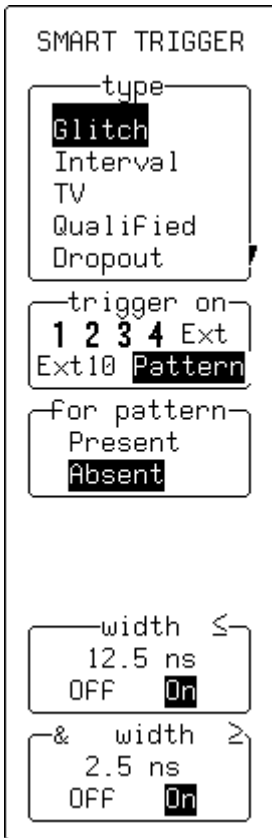 SMART TRIGGER
type
Glitch
Interval
TV
Qualified
Dropout
trigger on
1 2 3 4 Ext
Ext10 Pattern
for pattern
Present
Absent
width ≤
12.5 ns
OFF On
& width ≥
2.5 ns
OFF On